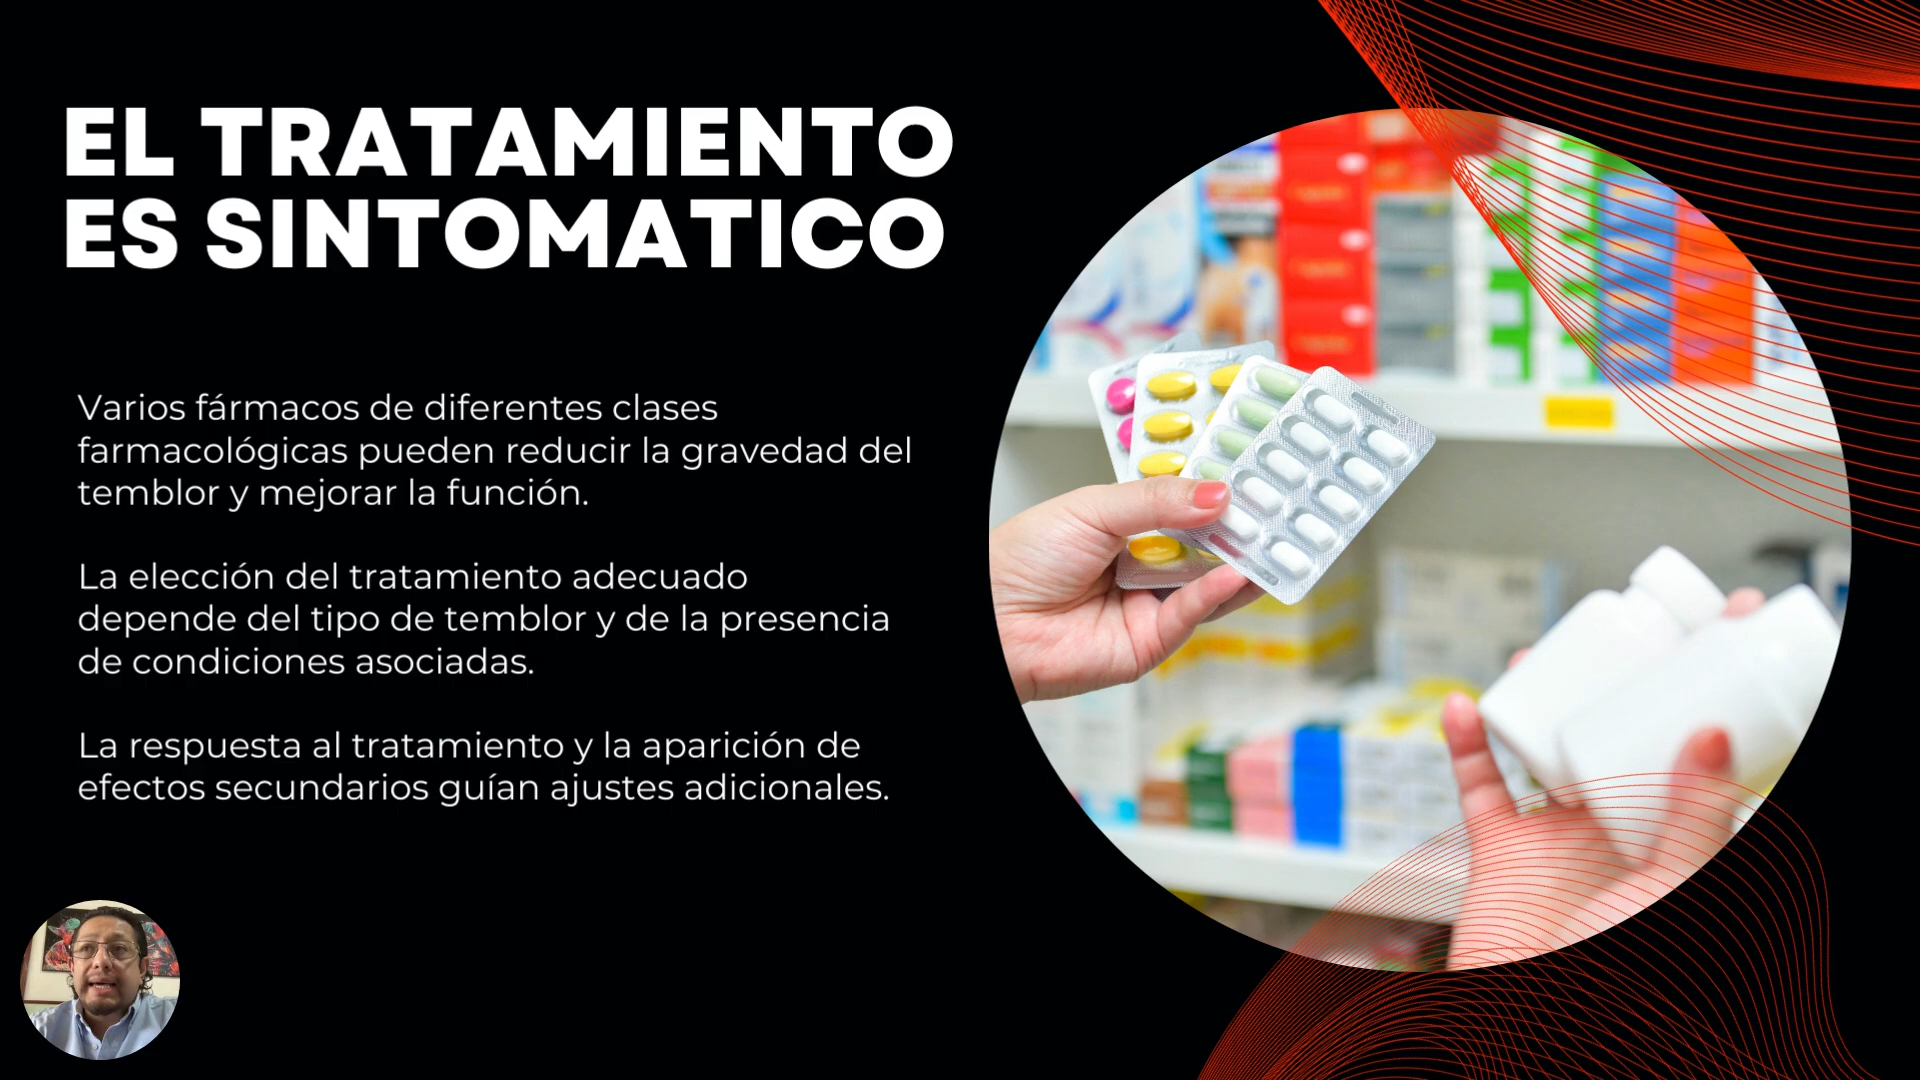 EL TRATAMIENTO
ES SINTOMATICO
Varios fármacos de diferentes clases
farmacológicas pueden reducir la gravedad del
temblor y mejorar la función.
La elección del tratamiento adecuado
depende del tipo de temblor y de la presencia
de condiciones asociadas.
La respuesta al tratamiento y la aparición de
efectos secundarios guían ajustes adicionales.